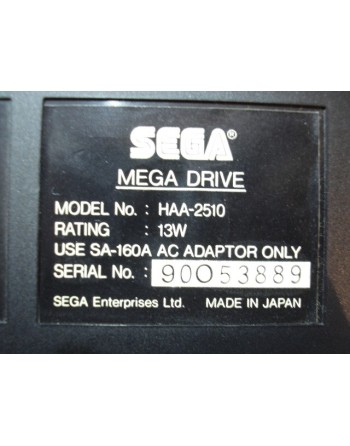 SEGA®
MEGA DRIVE
MODEL No. : HAA-2510
RATING : 13W
USE SA-160A AC ADAPTOR ONLY
SERIAL No. : 90053889
SEGA Enterprises Ltd. MADE IN JAPAN